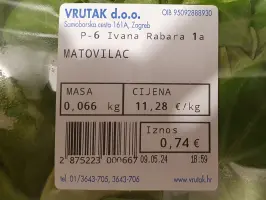 VRUTAK d.o.o.
Samoborska cesta 161A, Zagreb
OIB 95092888930
P-6 Ivana Rabara 1a
MATOVILAC
MASA
0,066 kg
CIJENA
11,28 €/kg
Iznos
0,74 €
2 875223 000667
09.05.24
18:59
tel. 01/3643-705, 3643-706
www.vrutak.hr